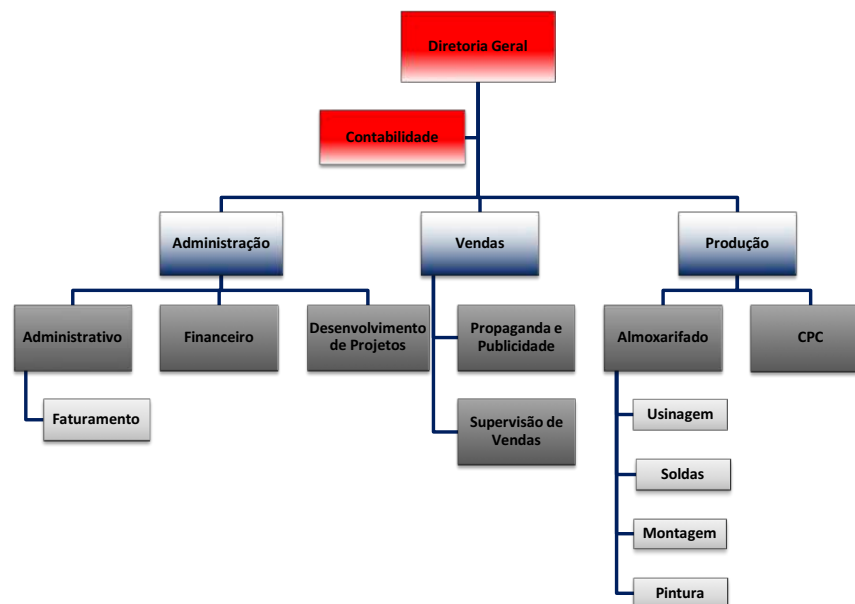 Diretoria Geral
Contabilidade
Administração
Vendas
Produção
Administrativo
Financeiro
Desenvolvimento
de Projetos
Propaganda e
Publicidade
Almoxarifado
CPC
Faturamento
Supervisão de
Vendas
Usinagem
Soldas
Montagem
Pintura